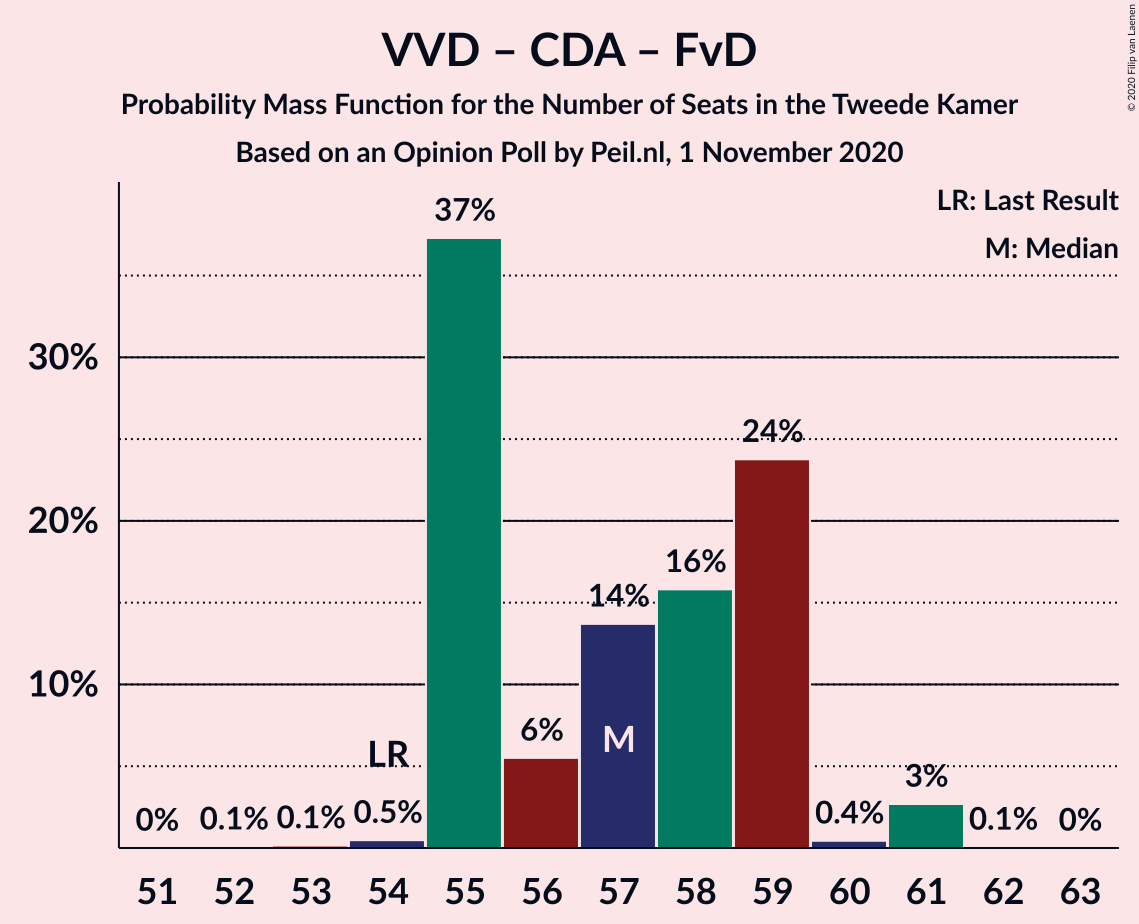 VVD – CDA – FvD
Probability Mass Function for the Number of Seats in the Tweede Kamer
Based on an Opinion Poll by Peil.nl, 1 November 2020
© 2020 Filip van Laenen
LR: Last Result
M: Median
30%
20%
10%
0%
0.1%
0.1%
0.5%
LR
37%
6%
14%
M
16%
24%
0.4%
3%
0.1%
0%
51 52 53 54 55 56 57 58 59 60 61 62 63